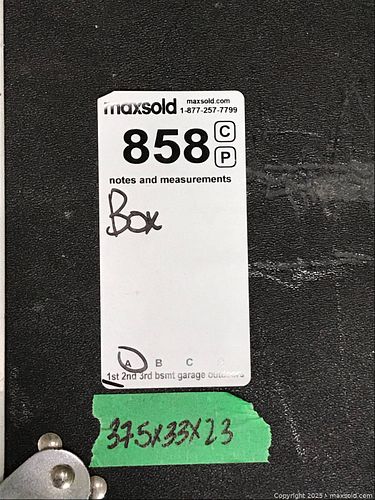 maxsold maxsold.com
1-877-257-7799
858 C
P
notes and measurements
Box
A B C
1st 2nd 3rd bsmt garage outdoors
37.5x33x23
Copyright 2025 - maxsold.com